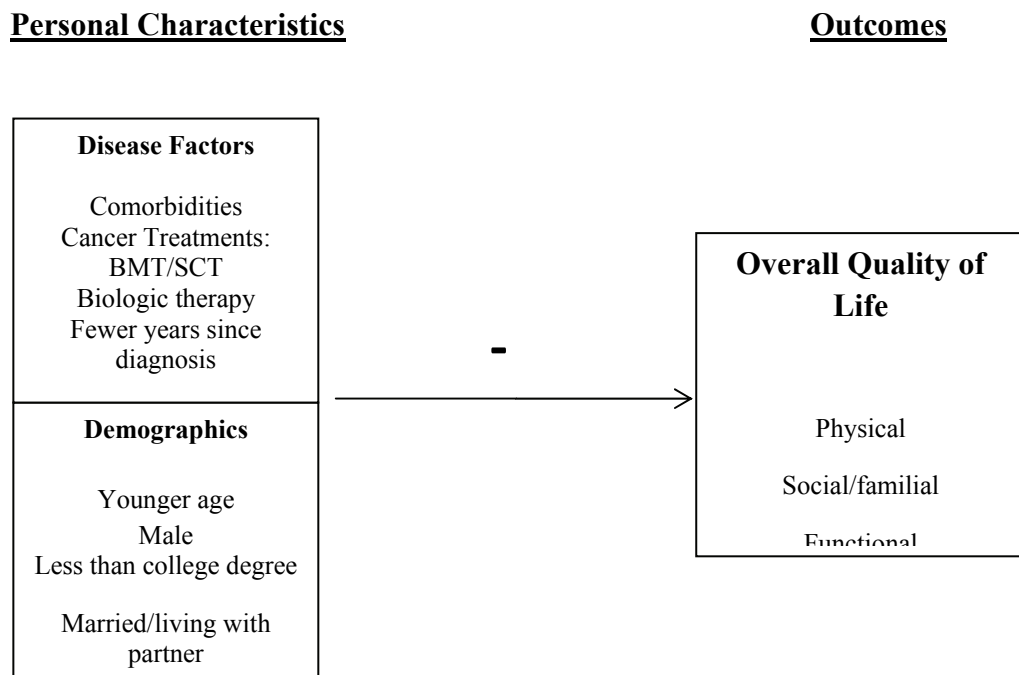 Personal Characteristics
Outcomes
Disease Factors
Comorbidities
Cancer Treatments:
BMT/SCT
Biologic therapy
Fewer years since
diagnosis
Demographics
Younger age
Male
Less than college degree
Married/living with
partner
-
Overall Quality of
Life
Physical
Social/familial
Functional